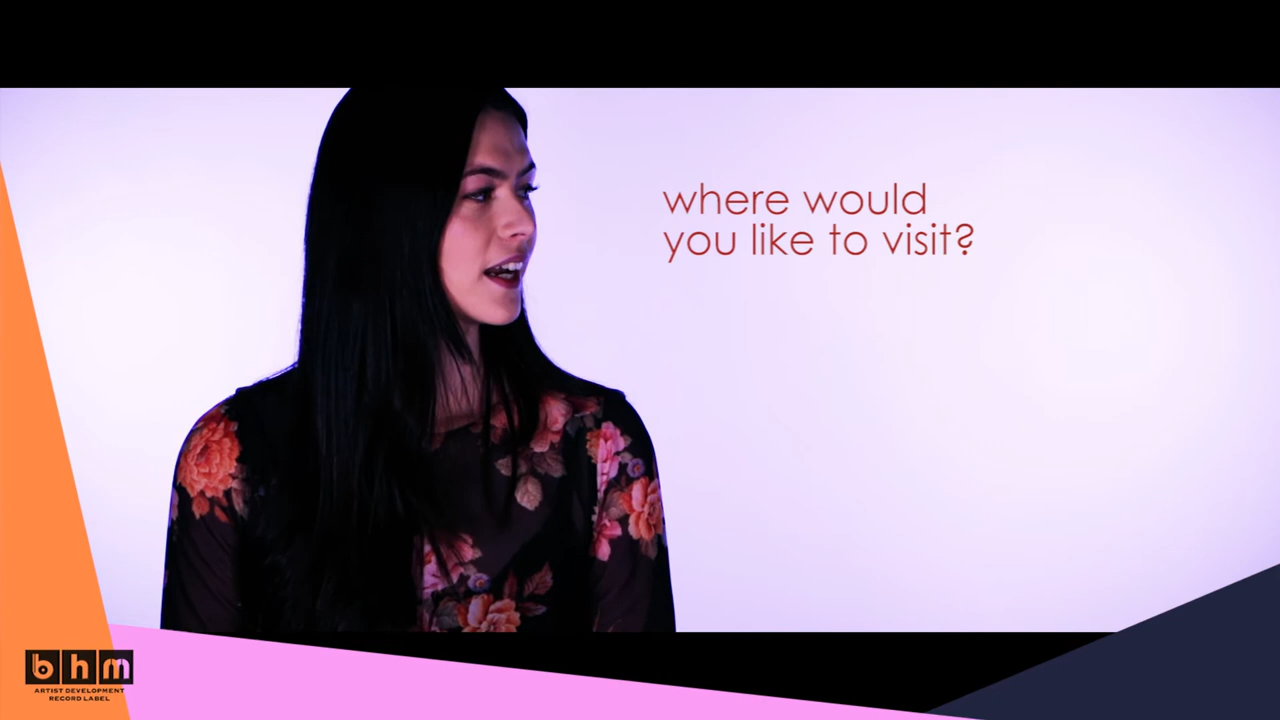 where would
you like to visit?
bhm
ARTIST DEVELOPMENT
RECORD LABEL